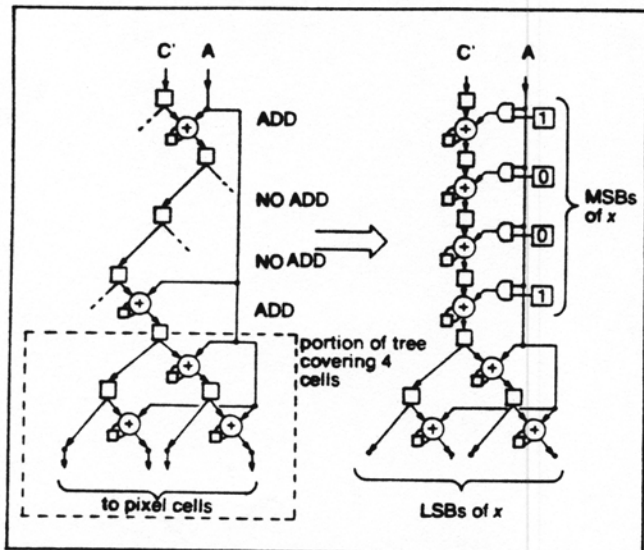 C' A
ADD
NO ADD
NO ADD
ADD
portion of tree
covering 4
cells
to pixel cells
C' A
1
0
0
1
MSBs
of x
LSBs of x